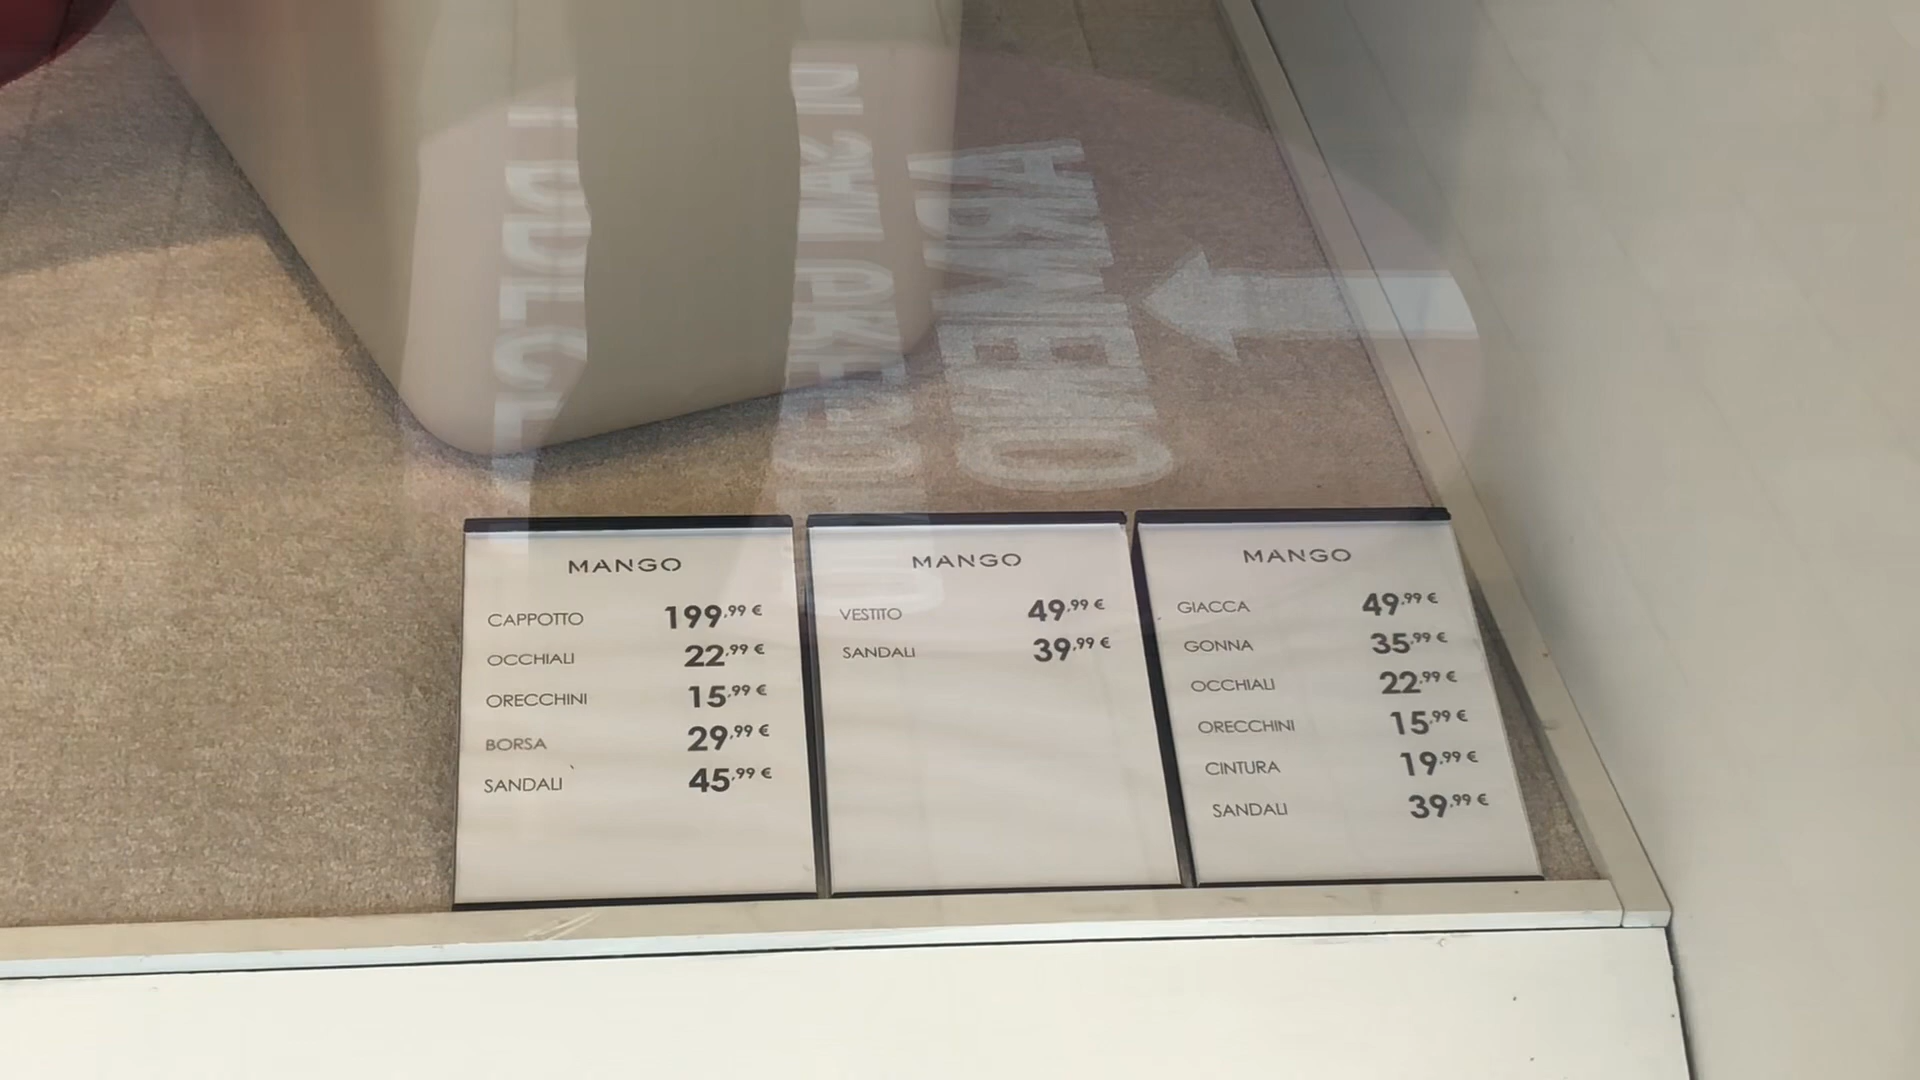 MANGO
CAPPOTTO 199,99 €
OCCHIALI 22,99 €
ORECCHINI 15,99 €
BORSA 29,99 €
SANDALI 45,99 €
MANGO
VESTITO 49,99 €
SANDALI 39,99 €
MANGO
GIACCA 49,99 €
GONNA 35,99 €
OCCHIALI 22,99 €
ORECCHINI 15,99 €
CINTURA 19,99 €
SANDALI 39,99 €